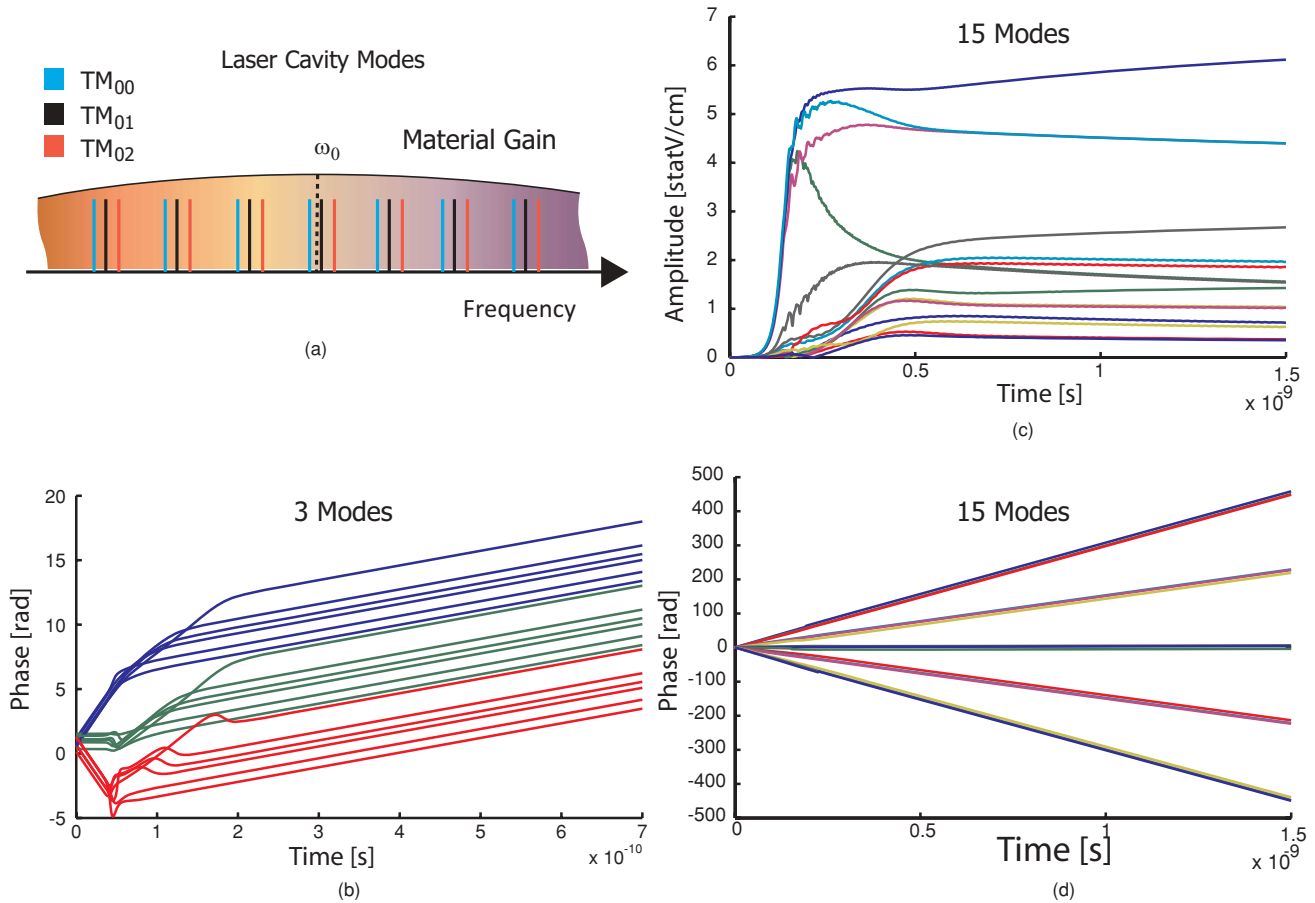 Laser Cavity Modes
TM00
TM01
TM02
ω0
Material Gain
Frequency
(a)
15 Modes
Amplitude [statV/cm]
7
6
5
4
3
2
1
0
0
0.5
1
1.5
Time [s]
x 10-9
(c)
3 Modes
Phase [rad]
20
15
10
5
0
-5
0
1
2
3
4
5
6
7
Time [s]
x 10-10
(b)
15 Modes
Phase [rad]
500
400
300
200
100
0
-100
-200
-300
-400
-500
0
0.5
1
1.5
Time [s]
x 10-9
(d)